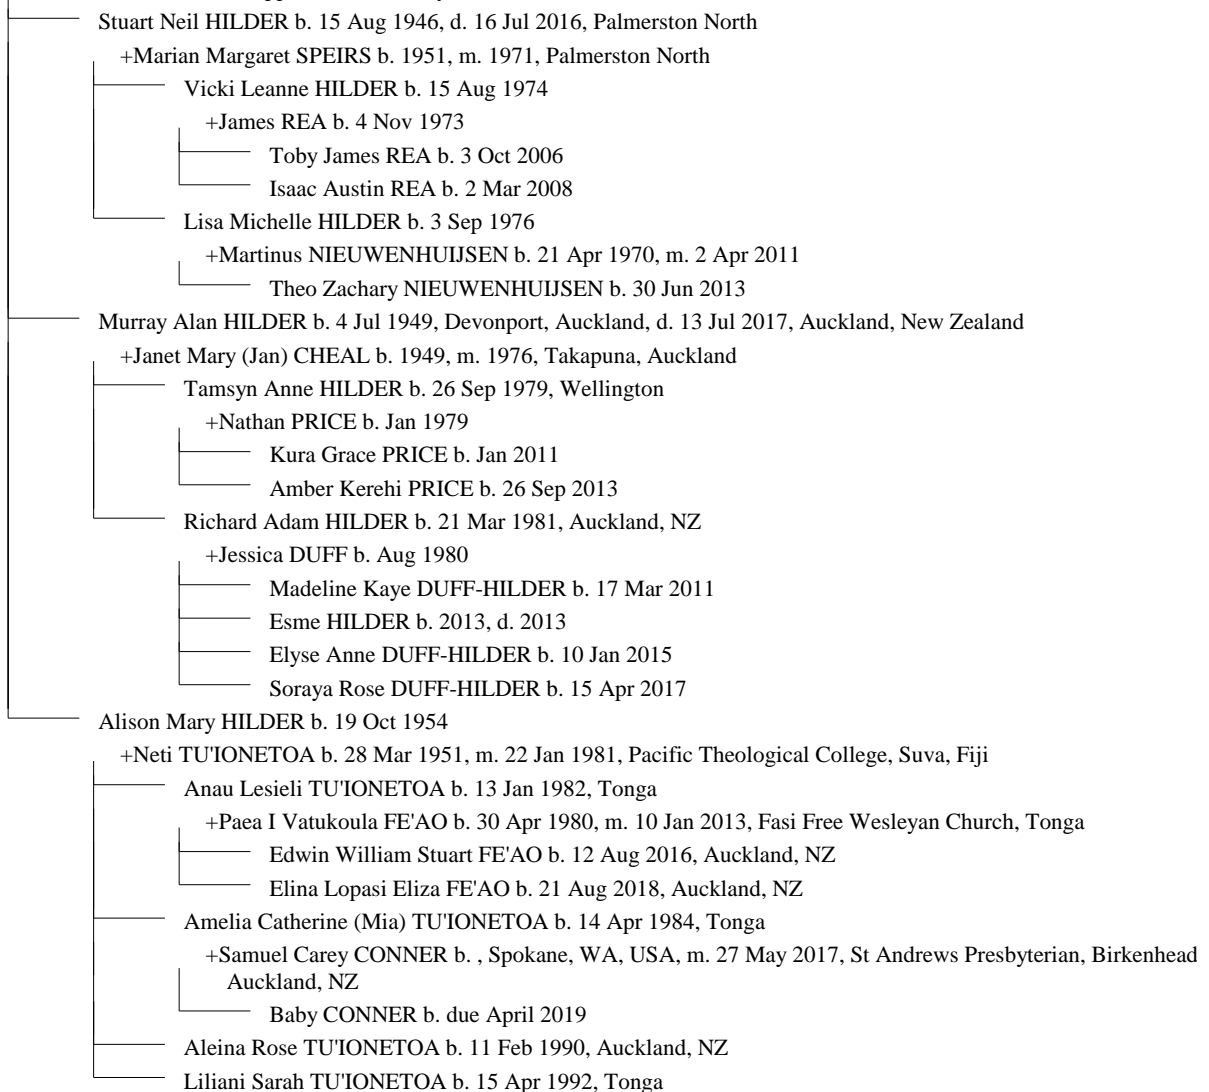 Stuart Neil HILDER b. 15 Aug 1946, d. 16 Jul 2016, Palmerston North
+Marian Margaret SPEIRS b. 1951, m. 1971, Palmerston North
Vicki Leanne HILDER b. 15 Aug 1974
+James REA b. 4 Nov 1973
Toby James REA b. 3 Oct 2006
Isaac Austin REA b. 2 Mar 2008
Lisa Michelle HILDER b. 3 Sep 1976
+Martinus NIEUWENHUIJSEN b. 21 Apr 1970, m. 2 Apr 2011
Theo Zachary NIEUWENHUIJSEN b. 30 Jun 2013
Murray Alan HILDER b. 4 Jul 1949, Devonport, Auckland, d. 13 Jul 2017, Auckland, New Zealand
+Janet Mary (Jan) CHEAL b. 1949, m. 1976, Takapuna, Auckland
Tamsyn Anne HILDER b. 26 Sep 1979, Wellington
+Nathan PRICE b. Jan 1979
Kura Grace PRICE b. Jan 2011
Amber Kerehi PRICE b. 26 Sep 2013
Richard Adam HILDER b. 21 Mar 1981, Auckland, NZ
+Jessica DUFF b. Aug 1980
Madeline Kaye DUFF-HILDER b. 17 Mar 2011
Esme HILDER b. 2013, d. 2013
Elyse Anne DUFF-HILDER b. 10 Jan 2015
Soraya Rose DUFF-HILDER b. 15 Apr 2017
Alison Mary HILDER b. 19 Oct 1954
+Neti TU'IONETOA b. 28 Mar 1951, m. 22 Jan 1981, Pacific Theological College, Suva, Fiji
Anau Lesieli TU'IONETOA b. 13 Jan 1982, Tonga
+Paea I Vatukoula FE'AO b. 30 Apr 1980, m. 10 Jan 2013, Fasi Free Wesleyan Church, Tonga
Edwin William Stuart FE'AO b. 12 Aug 2016, Auckland, NZ
Elina Lopasi Eliza FE'AO b. 21 Aug 2018, Auckland, NZ
Amelia Catherine (Mia) TU'IONETOA b. 14 Apr 1984, Tonga
+Samuel Carey CONNER b. , Spokane, WA, USA, m. 27 May 2017, St Andrews Presbyterian, Birkenhead
Auckland, NZ
Baby CONNER b. due April 2019
Aleina Rose TU'IONETOA b. 11 Feb 1990, Auckland, NZ
Liliani Sarah TU'IONETOA b. 15 Apr 1992, Tonga